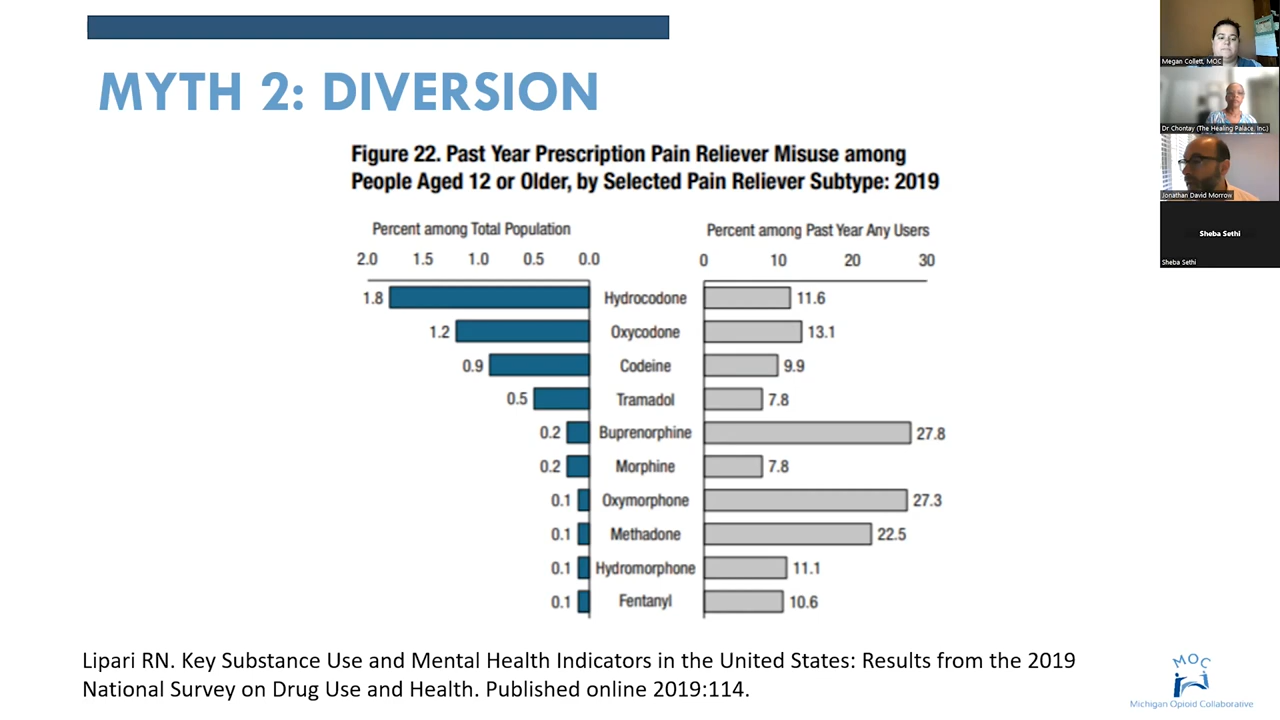 MYTH 2: DIVERSION
Figure 22. Past Year Prescription Pain Reliever Misuse among
People Aged 12 or Older, by Selected Pain Reliever Subtype: 2019
Percent among Total Population
Percent among Past Year Any Users
2.0 1.5 1.0 0.5 0.0
0 10 20 30
1.8 Hydrocodone 11.6
1.2 Oxycodone 13.1
0.9 Codeine 9.9
0.5 Tramadol 7.8
0.2 Buprenorphine 27.8
0.2 Morphine 7.8
0.1 Oxymorphone 27.3
0.1 Methadone 22.5
0.1 Hydromorphone 11.1
0.1 Fentanyl 10.6
Lipari RN. Key Substance Use and Mental Health Indicators in the United States: Results from the 2019
National Survey on Drug Use and Health. Published online 2019:114.
MOC
Michigan Opioid Collaborative
Megan Collett, MOC
Dr Chontay (The Healing Palace, Inc.)
Jonathan David Morrow
Sheba Sethi
Sheba Sethi